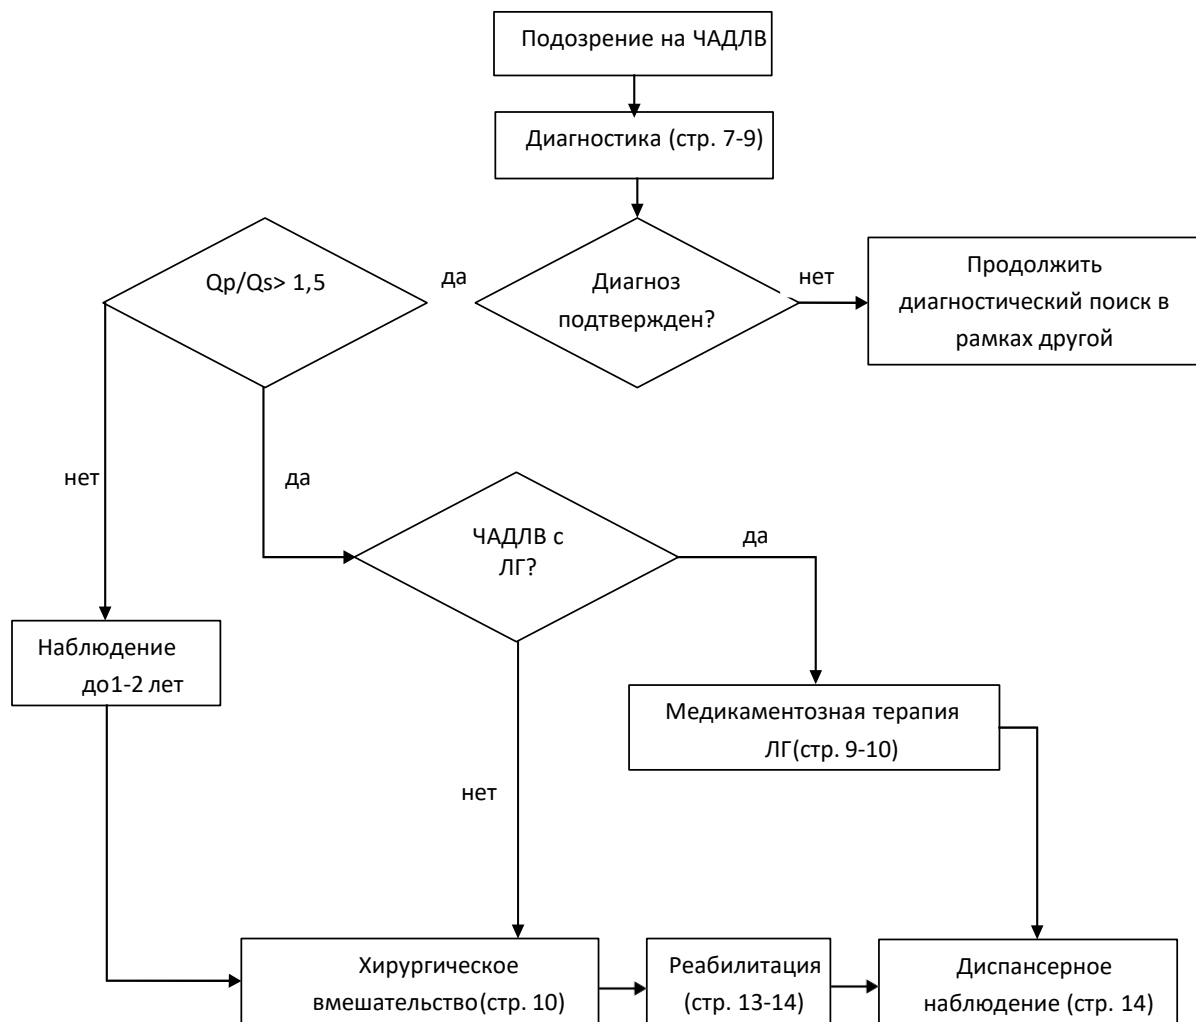 Подозрение на ЧАДЛВ
Диагностика (стр. 7-9)
Qp/Qs> 1,5
да
Диагноз
подтвержден?
нет
Продолжить
диагностический поиск в
рамках другой
нет
да
ЧАДЛВ с
ЛГ?
да
Наблюдение
до1-2 лет
Медикаментозная терапия
ЛГ(стр. 9-10)
нет
Хирургическое
вмешательство(стр. 10)
Реабилитация
(стр. 13-14)
Диспансерное
наблюдение (стр. 14)